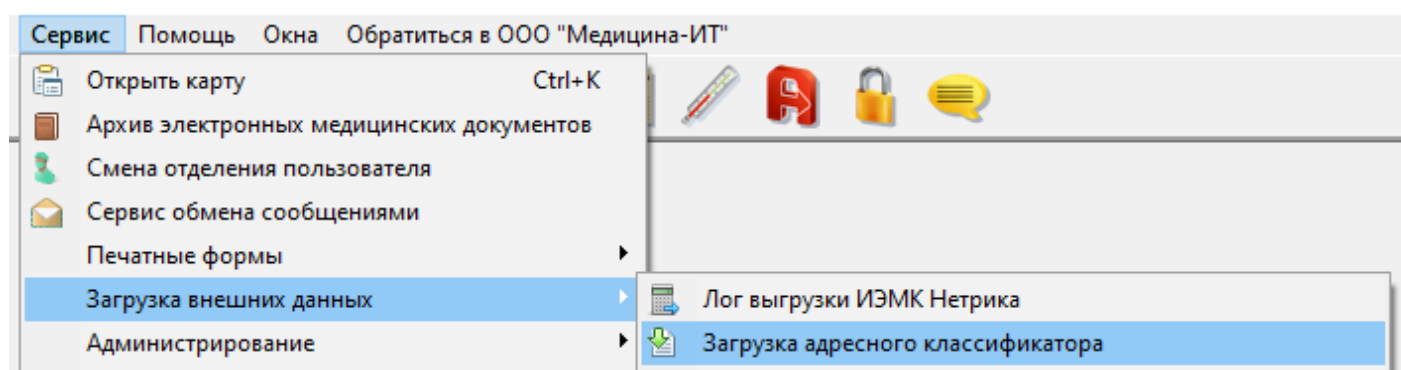 Сервис Помощь Окна Обратиться в ООО "Медицина-ИТ"
Открыть карту Ctrl+K
Архив электронных медицинских документов
Смена отделения пользователя
Сервис обмена сообщениями
Печатные формы
Загрузка внешних данных
Лог выгрузки ИЭМК Нетрика
Администрирование
Загрузка адресного классификатора